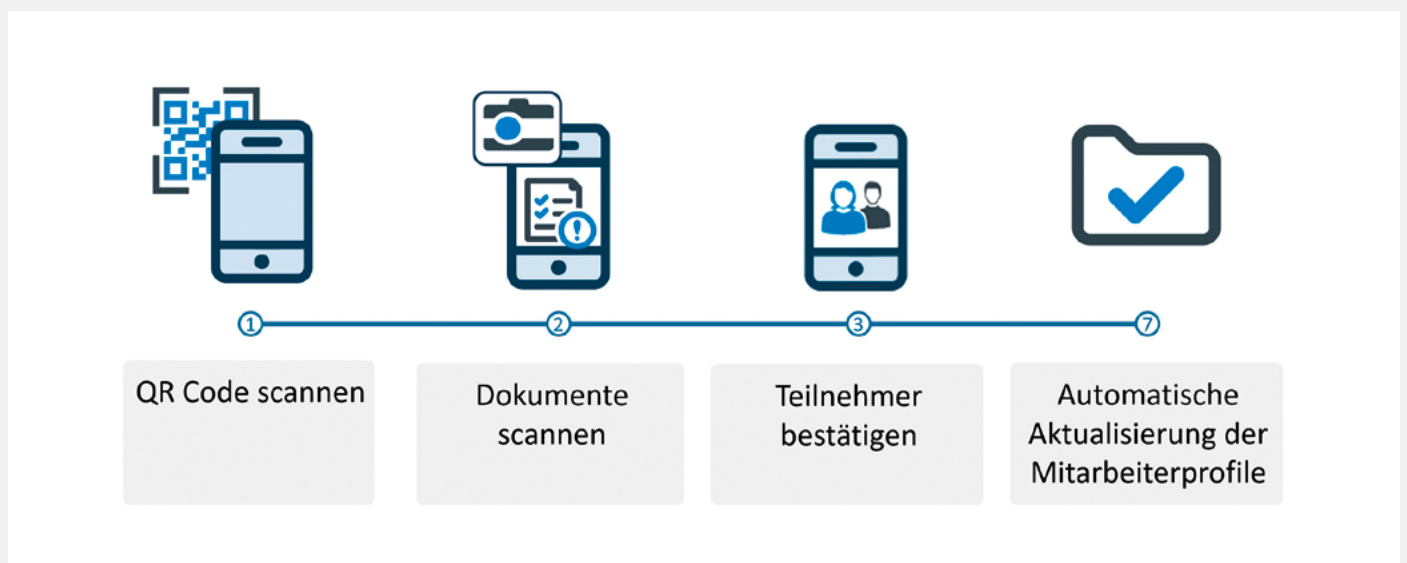 1
2
3
7
QR Code scannen
Dokumente
scannen
Teilnehmer
bestätigen
Automatische
Aktualisierung der
Mitarbeiterprofile